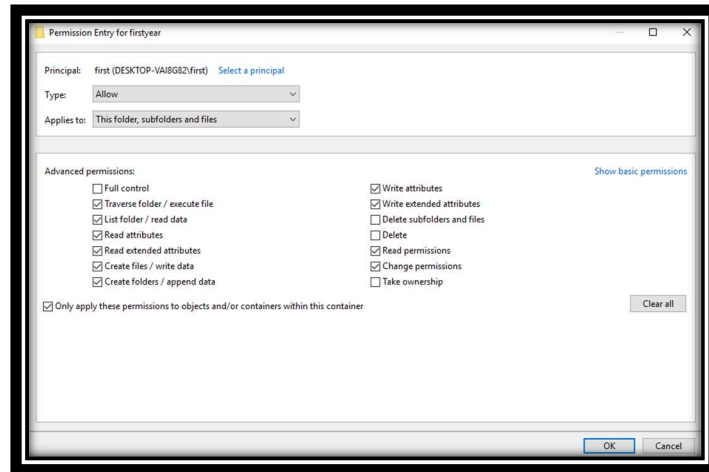 Permission Entry for firstyear
Principal: first (DESKTOP-VAI8G82\first) Select a principal
Type: Allow
Applies to: This folder, subfolders and files
Advanced permissions: Show basic permissions
Full control Write attributes
Traverse folder / execute file Write extended attributes
List folder / read data Delete subfolders and files
Read attributes Delete
Read extended attributes Read permissions
Create files / write data Change permissions
Create folders / append data Take ownership
Only apply these permissions to objects and/or containers within this container Clear all
OK Cancel